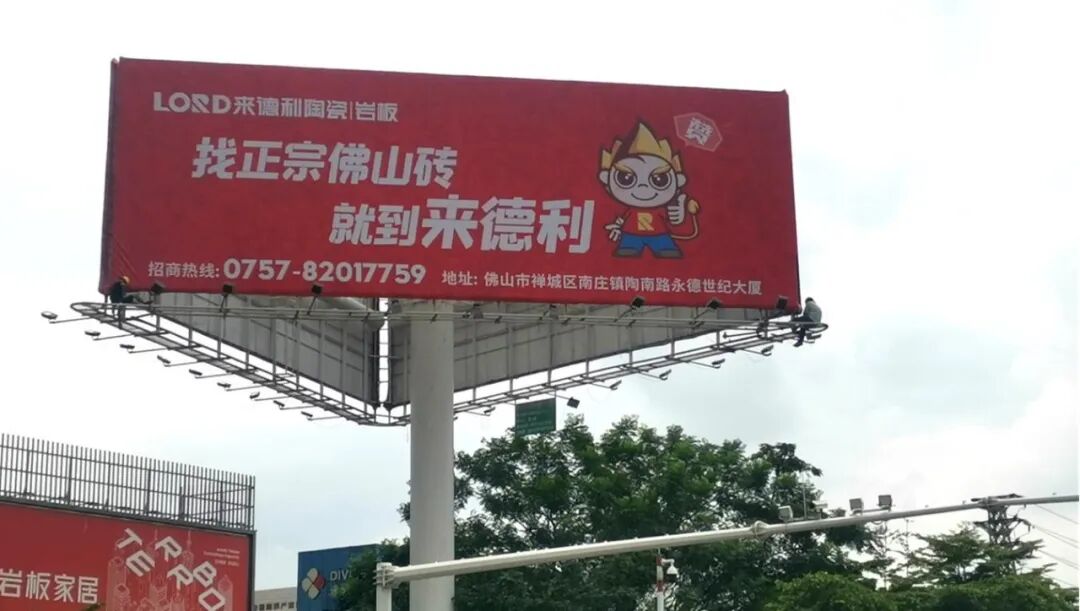 LORD来德利陶瓷|岩板
赞
找正宗佛山砖
就到来德利
R
招商热线: 0757-82017759 地址: 佛山市禅城区南庄镇陶南路永德世纪大厦
岩板家居
DIV